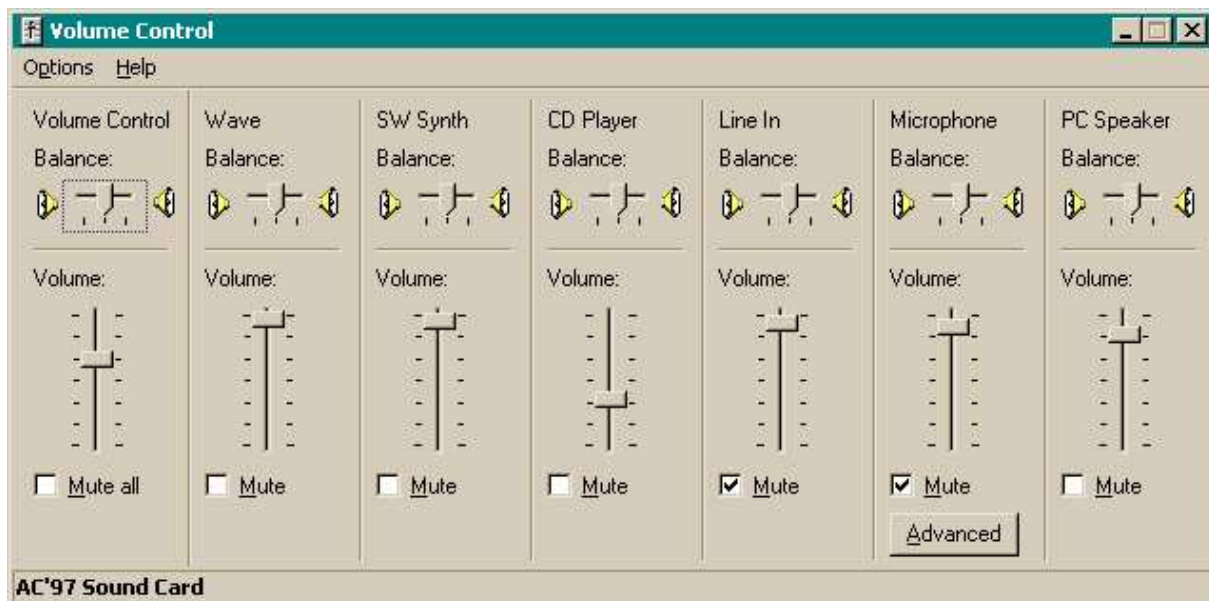 Volume Control
Options Help
Volume Control Wave SW Synth CD Player Line In Microphone PC Speaker
Balance: Balance: Balance: Balance: Balance: Balance: Balance:
Volume: Volume: Volume: Volume: Volume: Volume: Volume:
Mute all Mute Mute Mute Mute Mute Mute
Advanced
AC'97 Sound Card